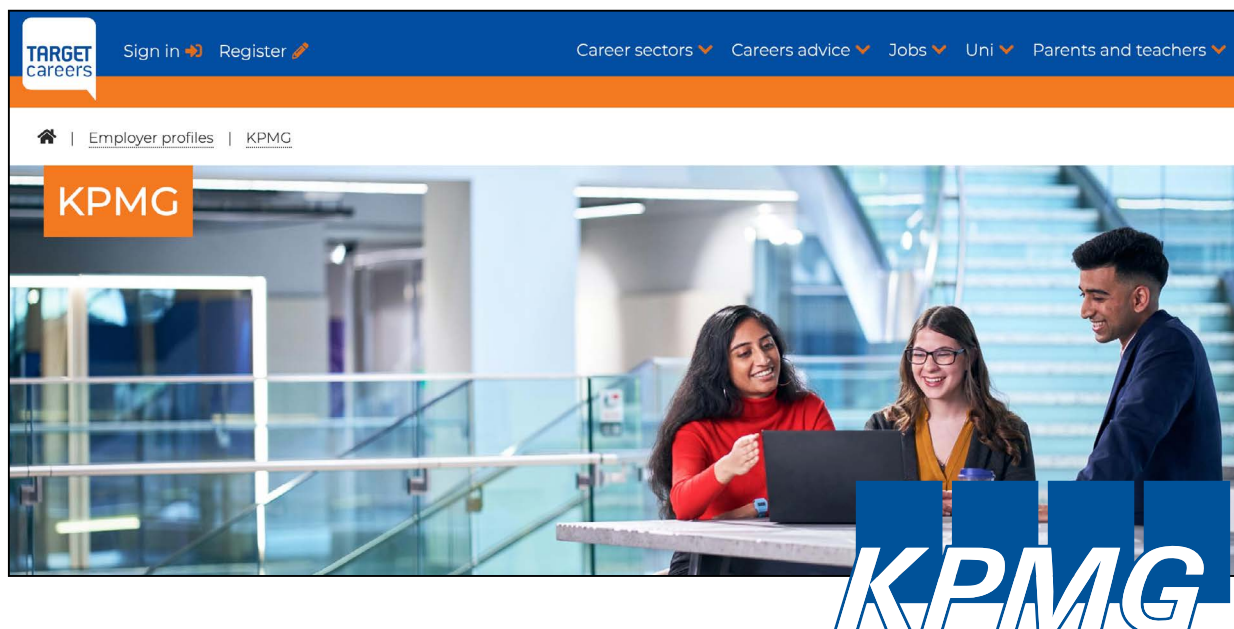 TARGET
careers
Sign in Register
Career sectors Careers advice Jobs Uni Parents and teachers
| Employer profiles | KPMG
KPMG
KPMG